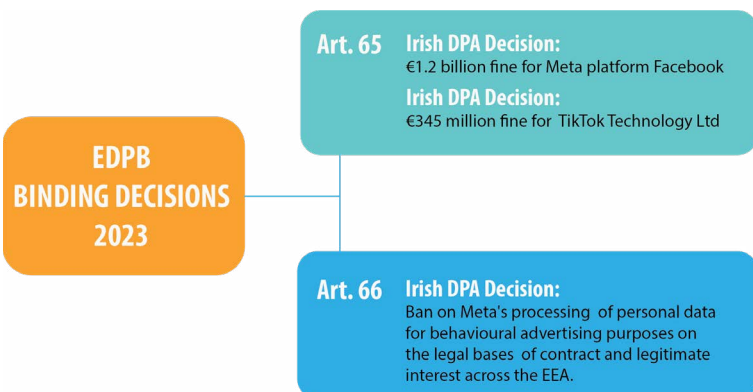 EDPB
BINDING DECISIONS
2023
Art. 65
Irish DPA Decision:
€1.2 billion fine for Meta platform Facebook
Irish DPA Decision:
€345 million fine for TikTok Technology Ltd
Art. 66
Irish DPA Decision:
Ban on Meta's processing of personal data
for behavioural advertising purposes on
the legal bases of contract and legitimate
interest across the EEA.